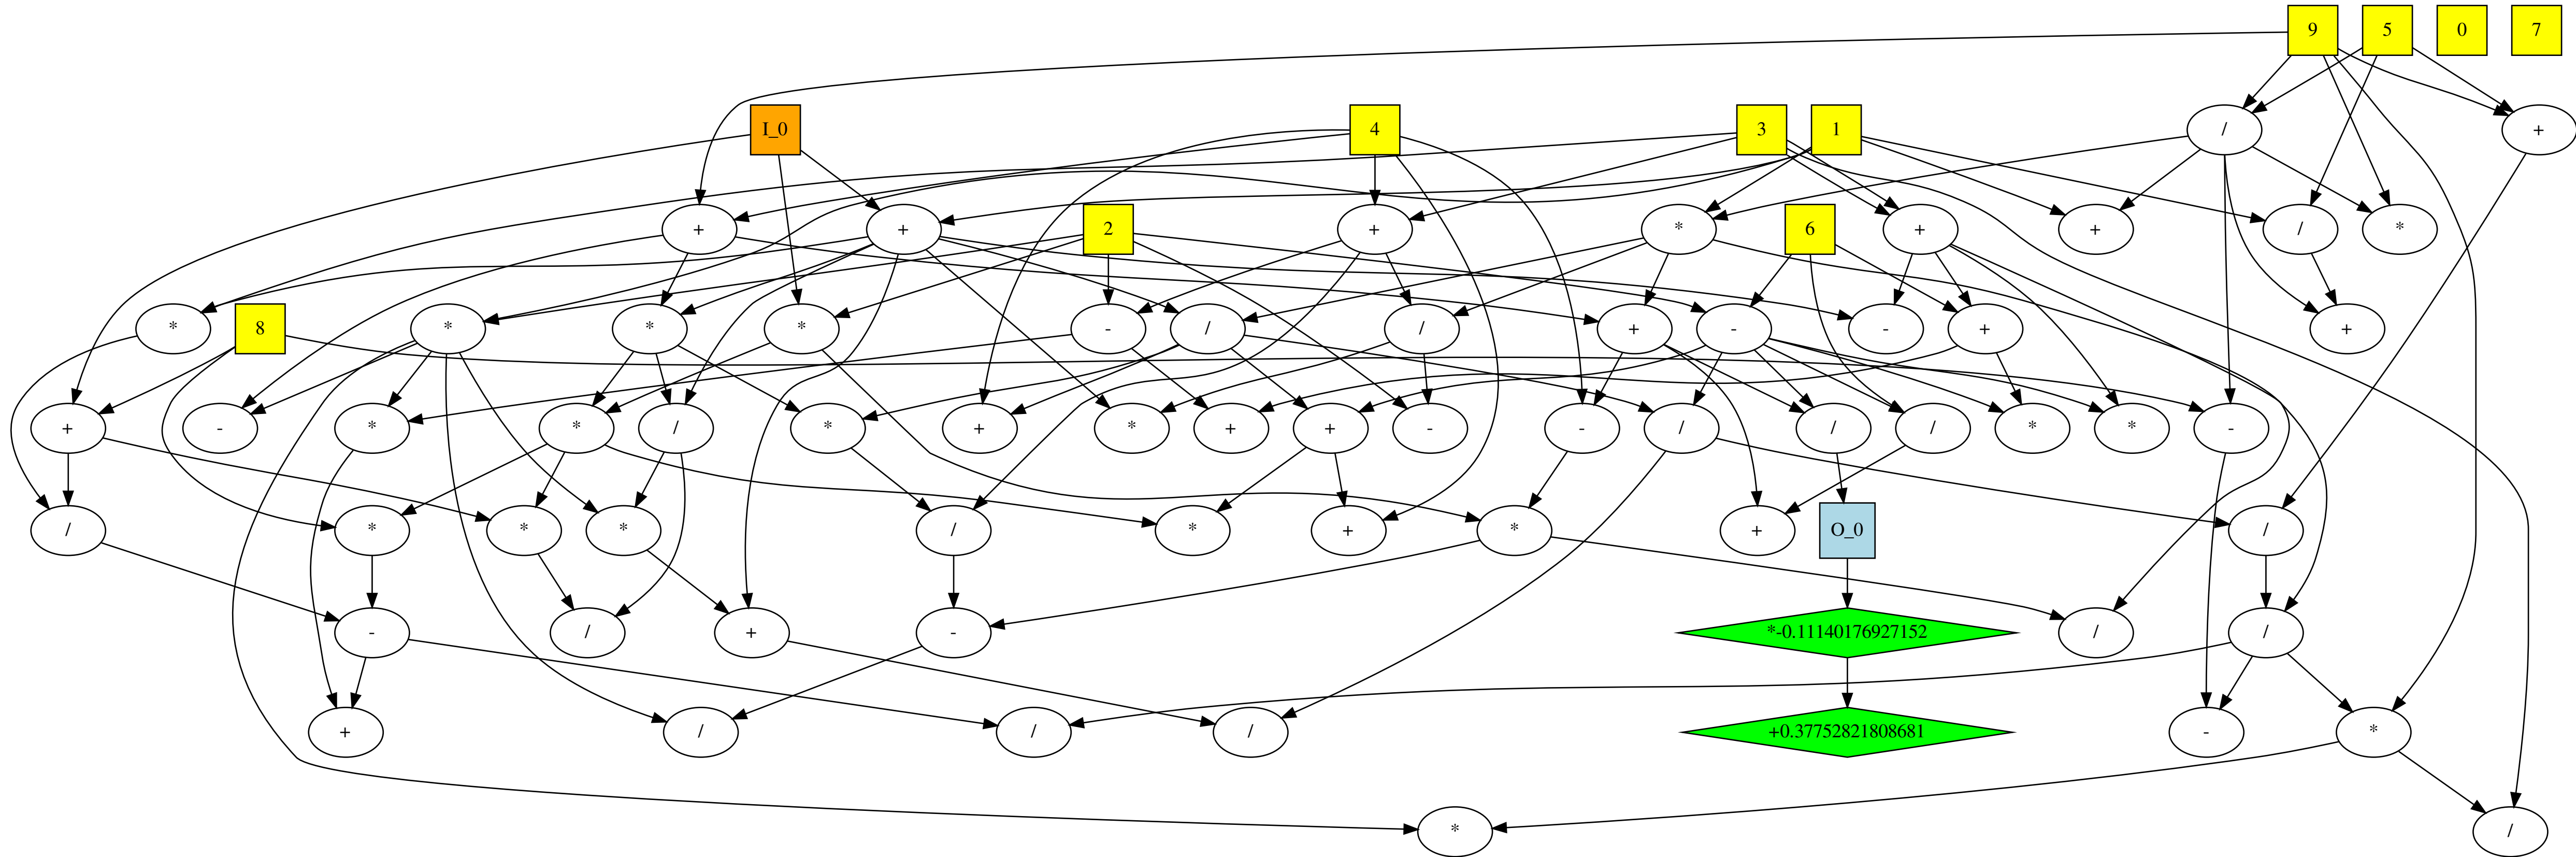 9 5 0 7
I_0 4 3 1 / +
+ + 2 + * 6 + + / *
* 8 * * * - / / + - - + +
+ - * * / * + * + + - - / / / * * -
/ * * * / * + * + O_0 /
- / + - *-0.11140176927152 / /
+ / / / +0.37752821808681 - *
* /